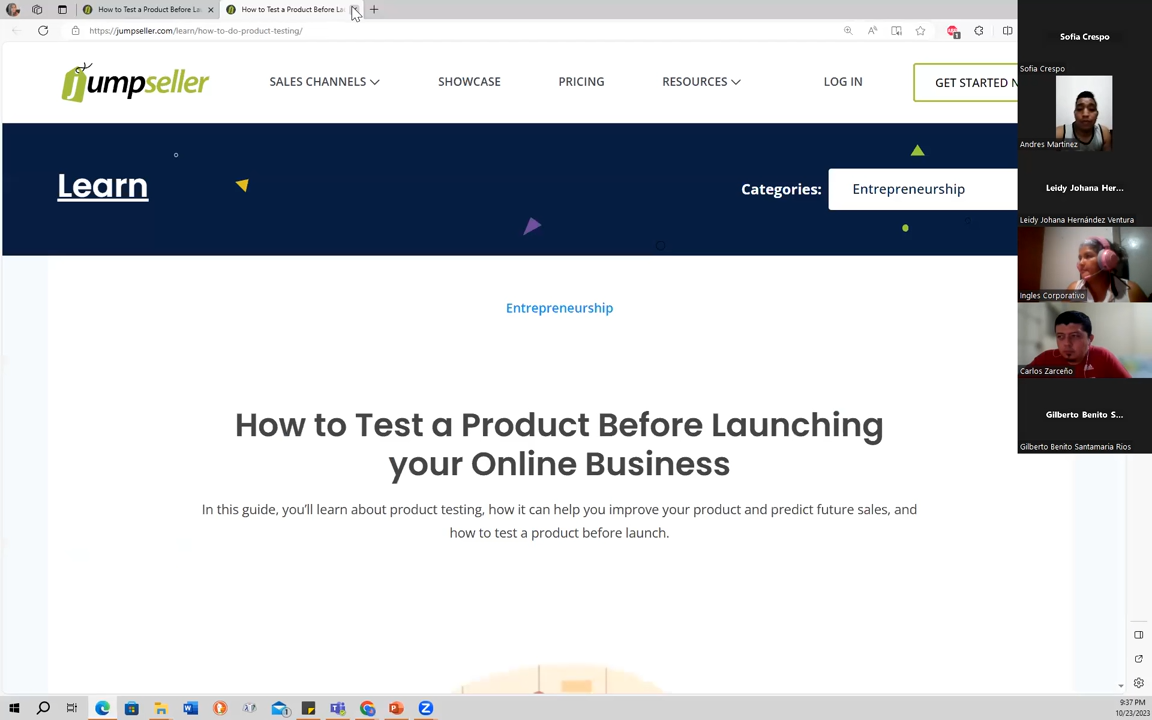 How to Test a Product Before La
How to Test a Product Before La
https://jumpseller.com/learn/how-to-do-product-testing/
jumpseller
SALES CHANNELS
SHOWCASE
PRICING
RESOURCES
LOG IN
GET STARTED N
Learn
Categories:
Entrepreneurship
Entrepreneurship
How to Test a Product Before Launching
your Online Business
In this guide, you'll learn about product testing, how it can help you improve your product and predict future sales, and
how to test a product before launch.
Sofia Crespo
Sofia Crespo
Andres Martinez
Leidy Johana Her...
Leidy Johana Hernández Ventura
Ingles Corporativo
Carlos Zarceño
Gilberto Benito S...
Gilberto Benito Santamaria Rios
9:37 PM
10/23/2023